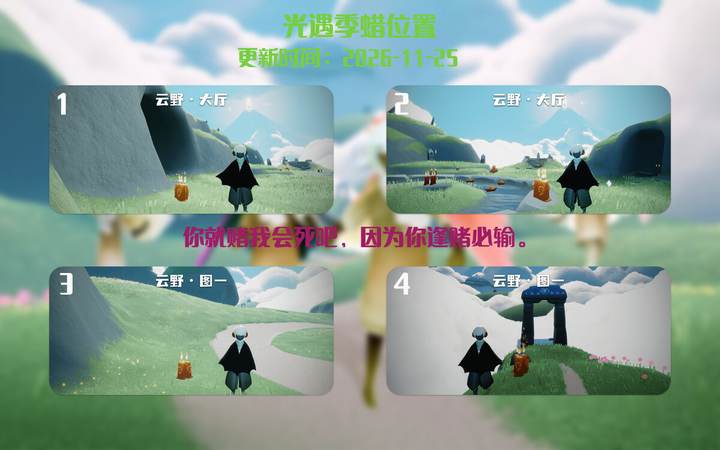 光遇季蜡位置
更新时间：2026-11-25
1
云野·大厅
2
云野·大厅
你就赌我会死吧，因为你逢赌必输。
3
云野·图一
4
云野·图一